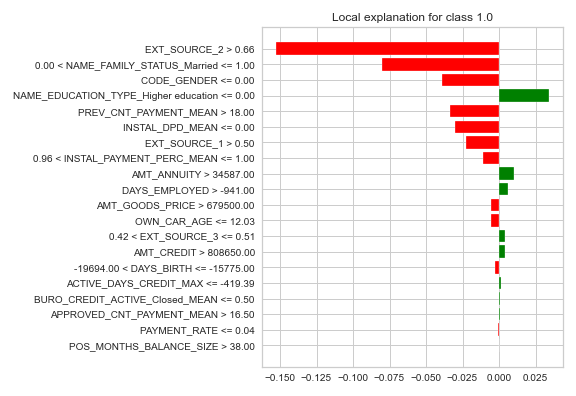 Local explanation for class 1.0
EXT_SOURCE_2 > 0.66
0.00 < NAME_FAMILY_STATUS_Married <= 1.00
CODE_GENDER <= 0.00
NAME_EDUCATION_TYPE_Higher education <= 0.00
PREV_CNT_PAYMENT_MEAN > 18.00
INSTAL_DPD_MEAN <= 0.00
EXT_SOURCE_1 > 0.50
0.96 < INSTAL_PAYMENT_PERC_MEAN <= 1.00
AMT_ANNUITY > 34587.00
DAYS_EMPLOYED > -941.00
AMT_GOODS_PRICE > 679500.00
OWN_CAR_AGE <= 12.03
0.42 < EXT_SOURCE_3 <= 0.51
AMT_CREDIT > 808650.00
-19694.00 < DAYS_BIRTH <= -15775.00
ACTIVE_DAYS_CREDIT_MAX <= -419.39
BURO_CREDIT_ACTIVE_Closed_MEAN <= 0.50
APPROVED_CNT_PAYMENT_MEAN > 16.50
PAYMENT_RATE <= 0.04
POS_MONTHS_BALANCE_SIZE > 38.00
−0.150 −0.125 −0.100 −0.075 −0.050 −0.025 0.000 0.025